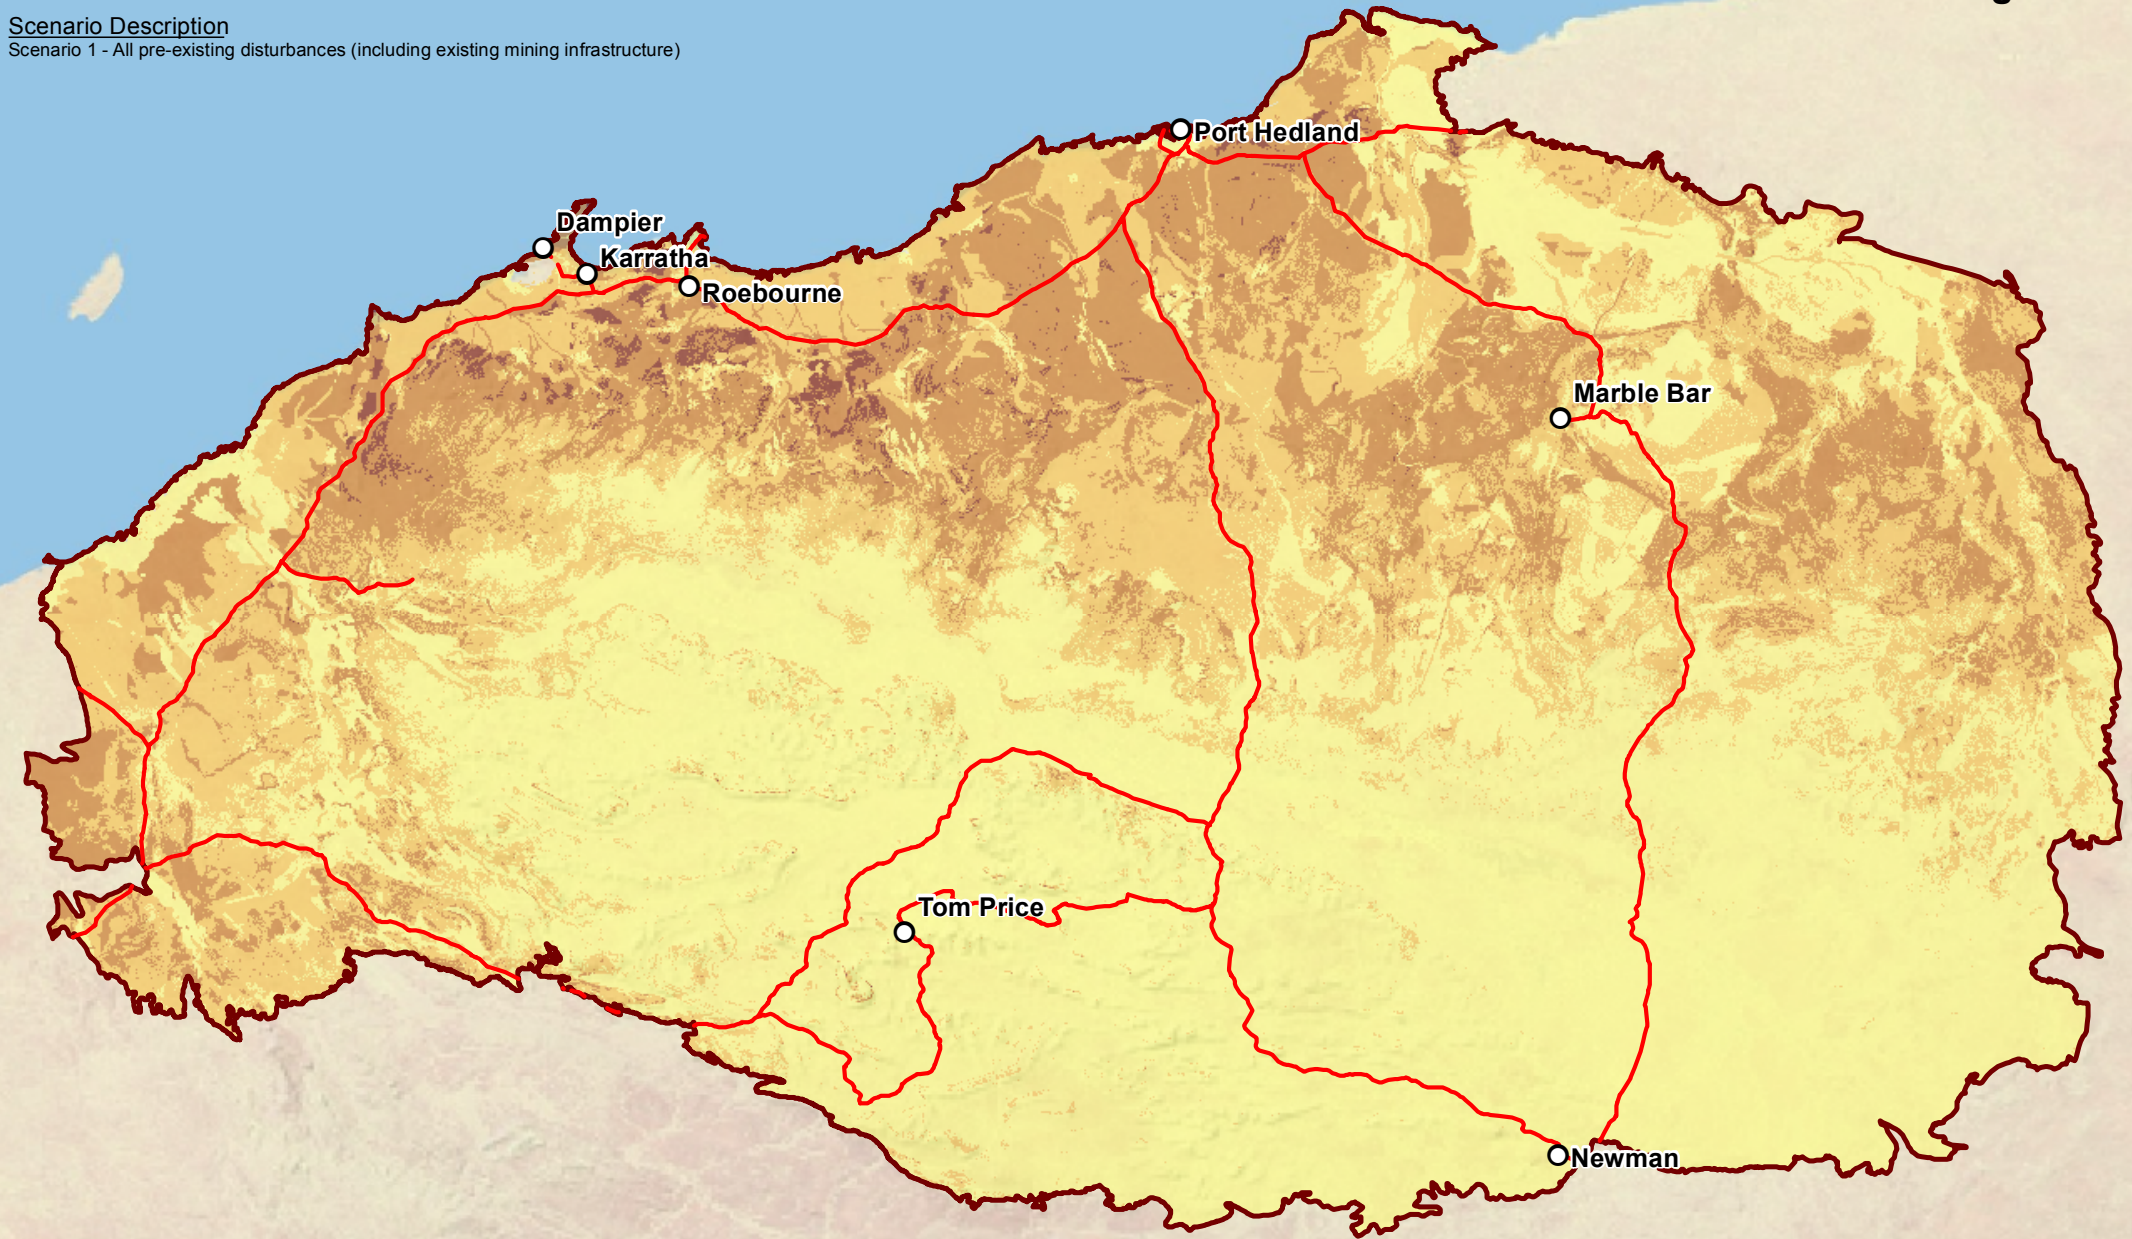 Scenario Description
Scenario 1 - All pre-existing disturbances (including existing mining infrastructure)
Port Hedland
Dampier
Karratha
Roebourne
Marble Bar
Tom Price
Newman